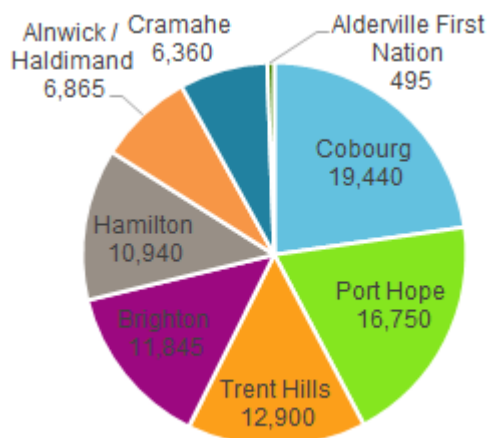 Alnwick /
Haldimand
6,865
Cramahe
6,360
Alderville First
Nation
495
Cobourg
19,440
Port Hope
16,750
Trent Hills
12,900
Brighton
11,845
Hamilton
10,940